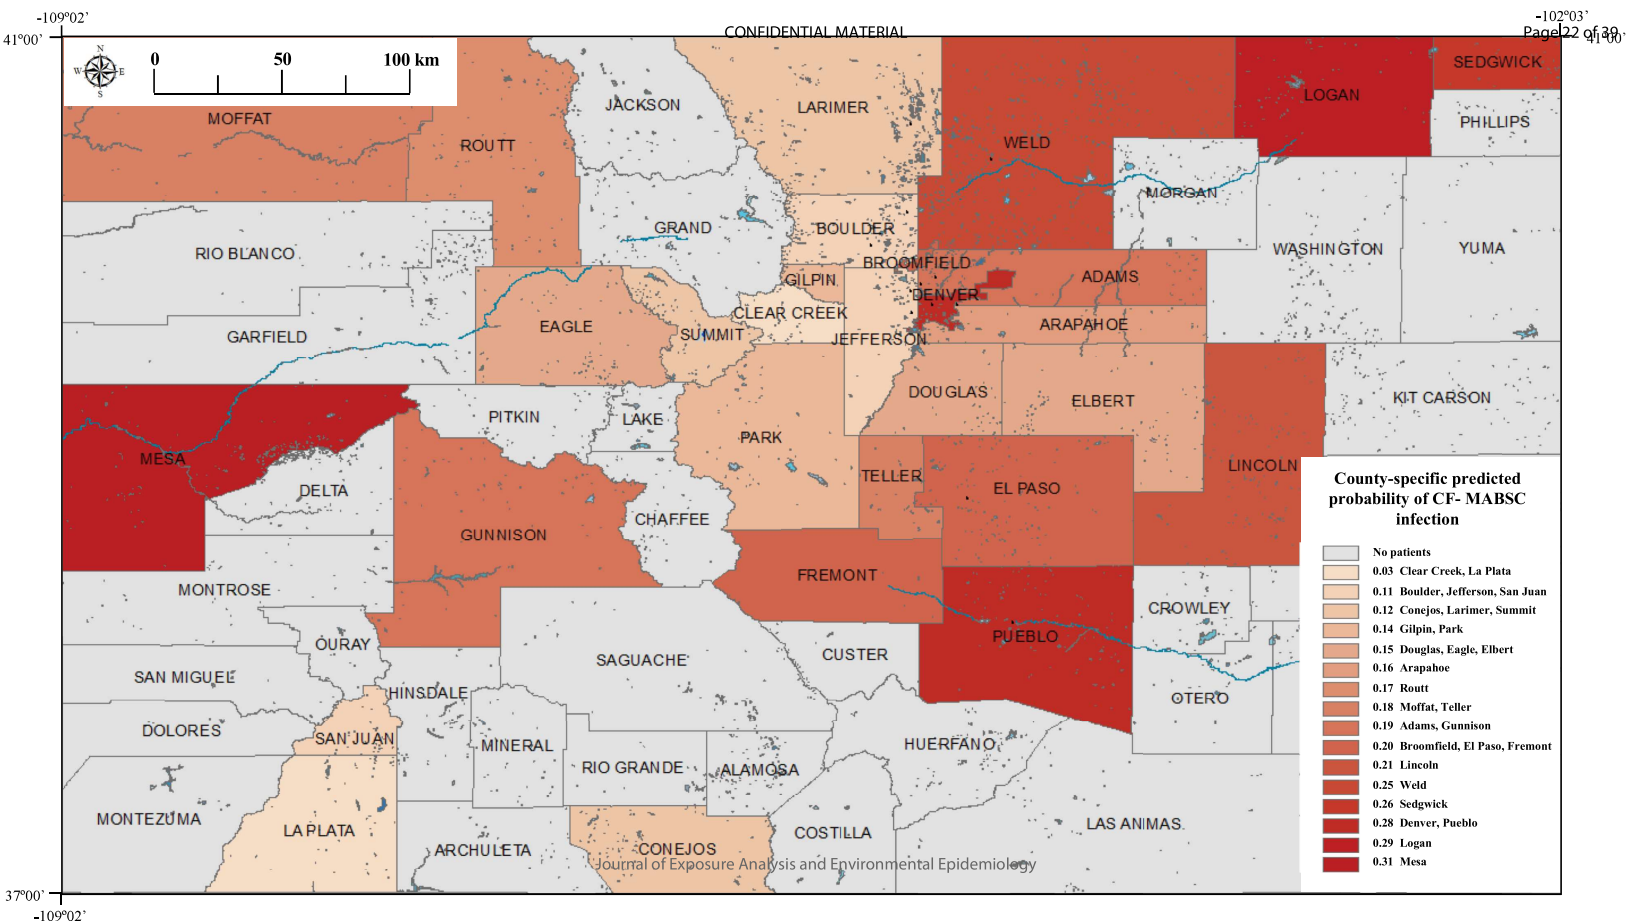 -109°02'
-102°03'
CONFIDENTIAL MATERIAL
Page 22 of 39
41°00'
41°00'
N
W E
S
0 50 100 km
SEDGWICK
LOGAN
JACKSON
LARIMER
MOFFAT
PHILLIPS
ROUTT
WELD
MORGAN
GRAND
BOULDER
RIO BLANCO
WASHINGTON
YUMA
BROOMFIELD
GILPIN
ADAMS
DENVER
CLEAR CREEK
EAGLE
ARAPAHOE
GARFIELD
SUMMIT
JEFFERSON
DOUGLAS
KIT CARSON
ELBERT
PITKIN
LAKE
PARK
MESA
LINCOLN
TELLER
DELTA
EL PASO
CHAFFEE
GUNNISON
FREMONT
MONTROSE
CROWLEY
PUEBLO
OURAY
CUSTER
SAGUACHE
SAN MIGUEL
HINSDALE
OTERO
DOLORES
SAN JUAN
MINERAL
HUERFANO
RIO GRANDE
ALAMOSA
MONTEZUMA
LA PLATA
COSTILLA
LAS ANIMAS
ARCHULETA
CONEJOS
County-specific predicted
probability of CF- MABSC
infection
No patients
0.03 Clear Creek, La Plata
0.11 Boulder, Jefferson, San Juan
0.12 Conejos, Larimer, Summit
0.14 Gilpin, Park
0.15 Douglas, Eagle, Elbert
0.16 Arapahoe
0.17 Routt
0.18 Moffat, Teller
0.19 Adams, Gunnison
0.20 Broomfield, El Paso, Fremont
0.21 Lincoln
0.25 Weld
0.26 Sedgwick
0.28 Denver, Pueblo
0.29 Logan
0.31 Mesa
Journal of Exposure Analysis and Environmental Epidemiology
37°00'
-109°02'